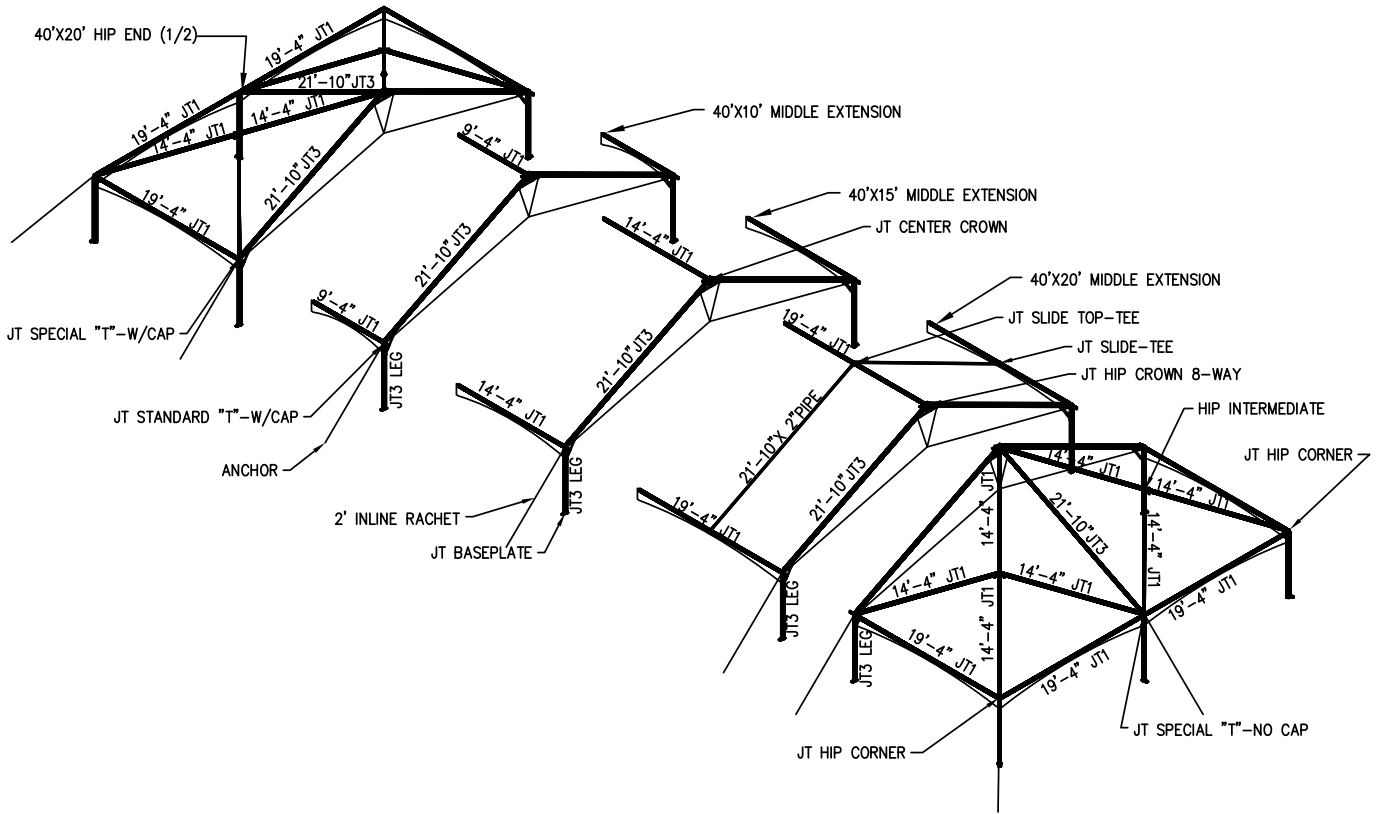 40'X20' HIP END (1/2)
19'-4" JT1
21'-10"JT3
19'-4" JT1
14'-4" JT1
14'-4" JT1
21'-10"JT3
19'-4" JT1
40'X10' MIDDLE EXTENSION
9'-4" JT1
40'X15' MIDDLE EXTENSION
JT CENTER CROWN
14'-4" JT1
21'-10"JT3
40'X20' MIDDLE EXTENSION
JT SLIDE TOP-TEE
9'-4" JT1
JT SPECIAL "T"-W/CAP
19'-4" JT1
JT SLIDE-TEE
21'-10"JT3
JT HIP CROWN 8-WAY
JT3 LEG
JT STANDARD "T"-W/CAP
HIP INTERMEDIATE
14'-4" JT1
21'-10"X 2"PIPE
JT HIP CORNER
ANCHOR
14'-4" JT1
14'-4" JT1
14'-4" JT1
JT3 LEG
19'-4" JT1
21'-10"JT3
21'-10"JT3
2' INLINE RACHET
JT BASEPLATE
14'-4" JT1
14'-4" JT1
14'-4" JT1
JT3 LEG
14'-4" JT1
19'-4" JT1
JT3 LEG
19'-4" JT1
19'-4" JT1
JT SPECIAL "T"-NO CAP
JT HIP CORNER